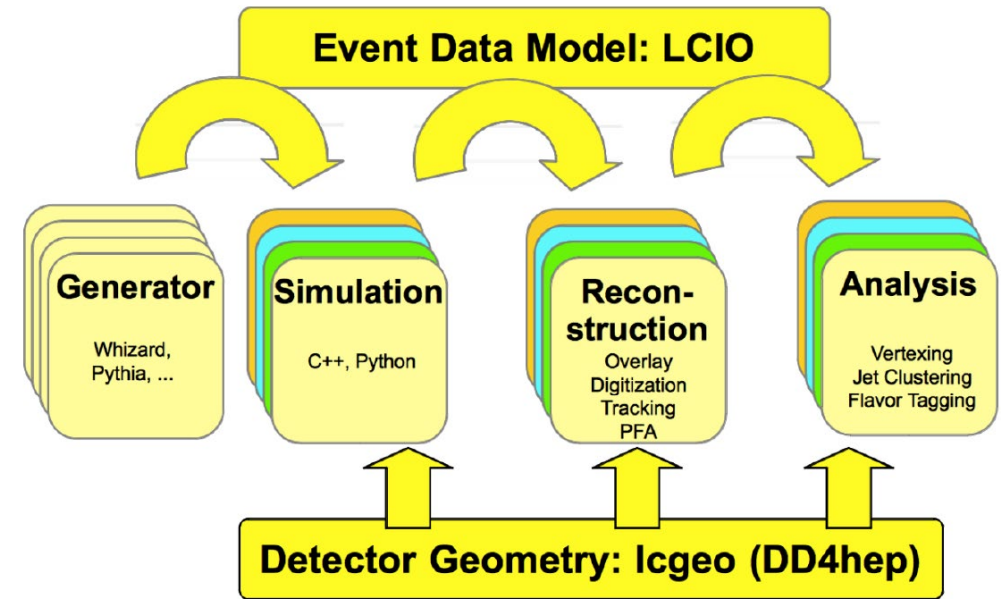 Event Data Model: LCIO
Generator
Whizard,
Pythia, ...
Simulation
C++, Python
Recon-
struction
Overlay
Digitization
Tracking
PFA
Analysis
Vertexing
Jet Clustering
Flavor Tagging
Detector Geometry: lcgeo (DD4hep)